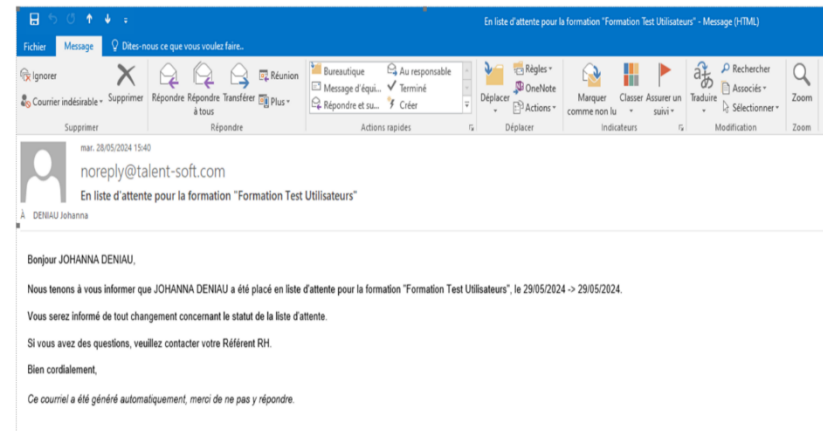 En liste d'attente pour la formation "Formation Test Utilisateurs" - Message (HTML)
Fichier Message Dites-nous ce que vous voulez faire...
Ignorer
Courrier indésirable
Supprimer
Supprimer
Répondre Répondre à tous Transférer
Réunion
Plus
Répondre
Bureautique
Message d'équi...
Répondre et su...
Au responsable
Terminé
Créer
Actions rapides
Déplacer
Règles
OneNote
Actions
Déplacer
Marquer comme non lu
Classer
Assurer un suivi
Indicateurs
Traduire
Rechercher
Associés
Sélectionner
Modification
Zoom
Zoom
mar. 28/05/2024 15:40
noreply@talent-soft.com
En liste d'attente pour la formation "Formation Test Utilisateurs"
À DENIAU Johanna
Bonjour JOHANNA DENIAU,
Nous tenons à vous informer que JOHANNA DENIAU a été placé en liste d'attente pour la formation "Formation Test Utilisateurs", le 29/05/2024 -> 29/05/2024.
Vous serez informé de tout changement concernant le statut de la liste d'attente.
Si vous avez des questions, veuillez contacter votre Référent RH.
Bien cordialement,
Ce courriel a été généré automatiquement, merci de ne pas y répondre.